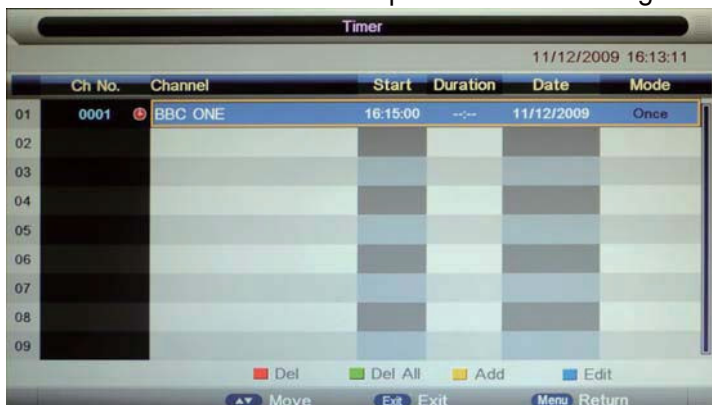 Timer
11/12/2009 16:13:11
Ch No. Channel Start Duration Date Mode
01 0001 BBC ONE 16:15:00 --:-- 11/12/2009 Once
02
03
04
05
06
07
08
09
Del Del All Add Edit
Move Exit Exit Menu Return